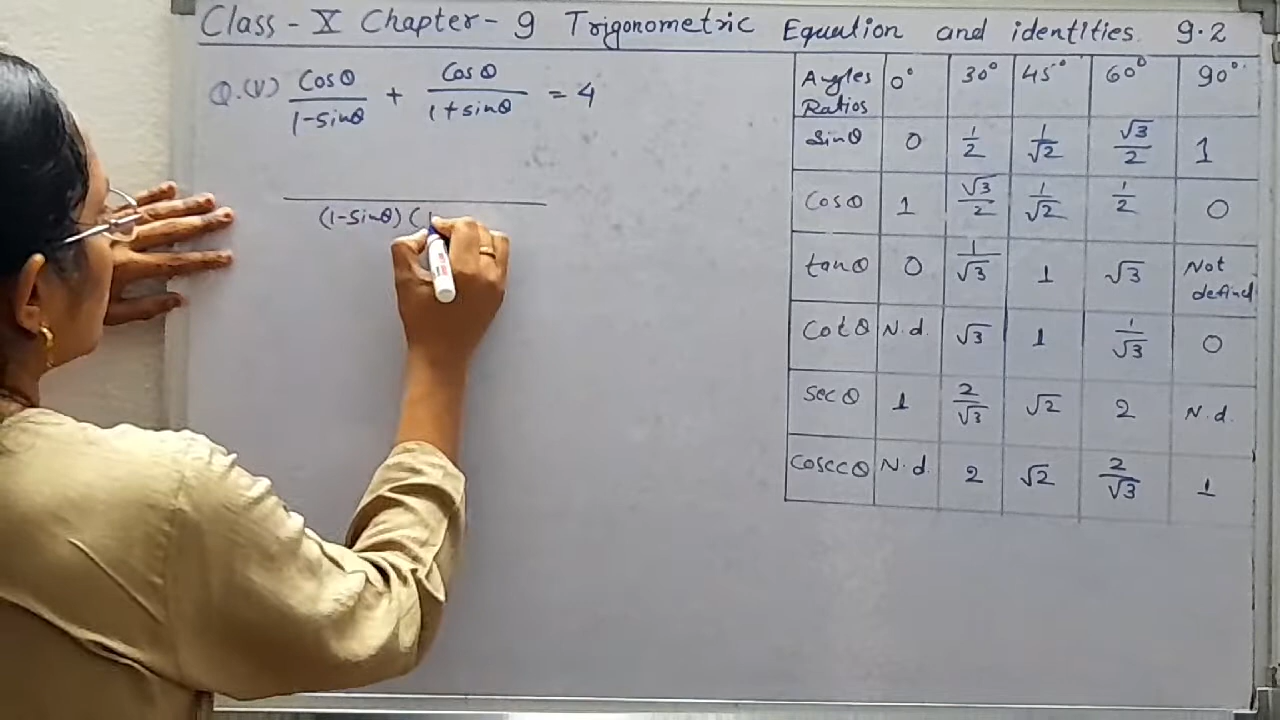 Class - X Chapter - 9 Trigonometric Equation and identities. 9.2
Q.(V) Cosθ/1-Sinθ + Cosθ/1+sinθ = 4
(1-Sinθ) (1
Angles Ratios 0° 30° 45° 60° 90°
Sinθ 0 1/2 1/√2 √3/2 1
Cosθ 1 √3/2 1/√2 1/2 0
tanθ 0 1/√3 1 √3 Not defined
Cotθ N.d. √3 1 1/√3 0
Secθ 1 2/√3 √2 2 N.d.
Cosecθ N.d. 2 √2 2/√3 1